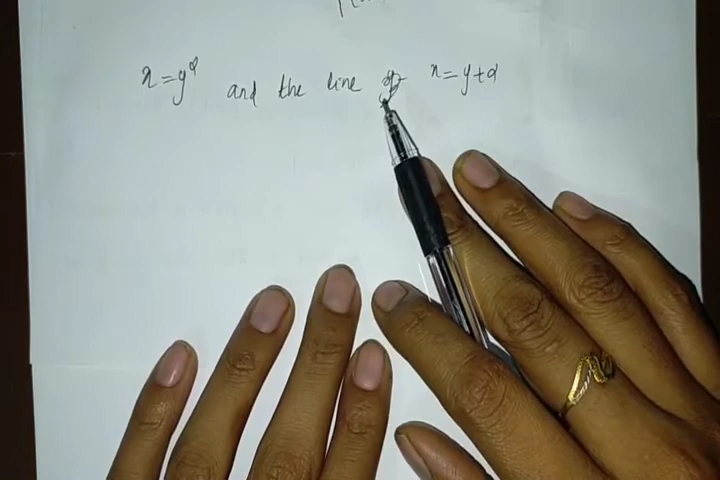 x = y² and the line x = y + 2